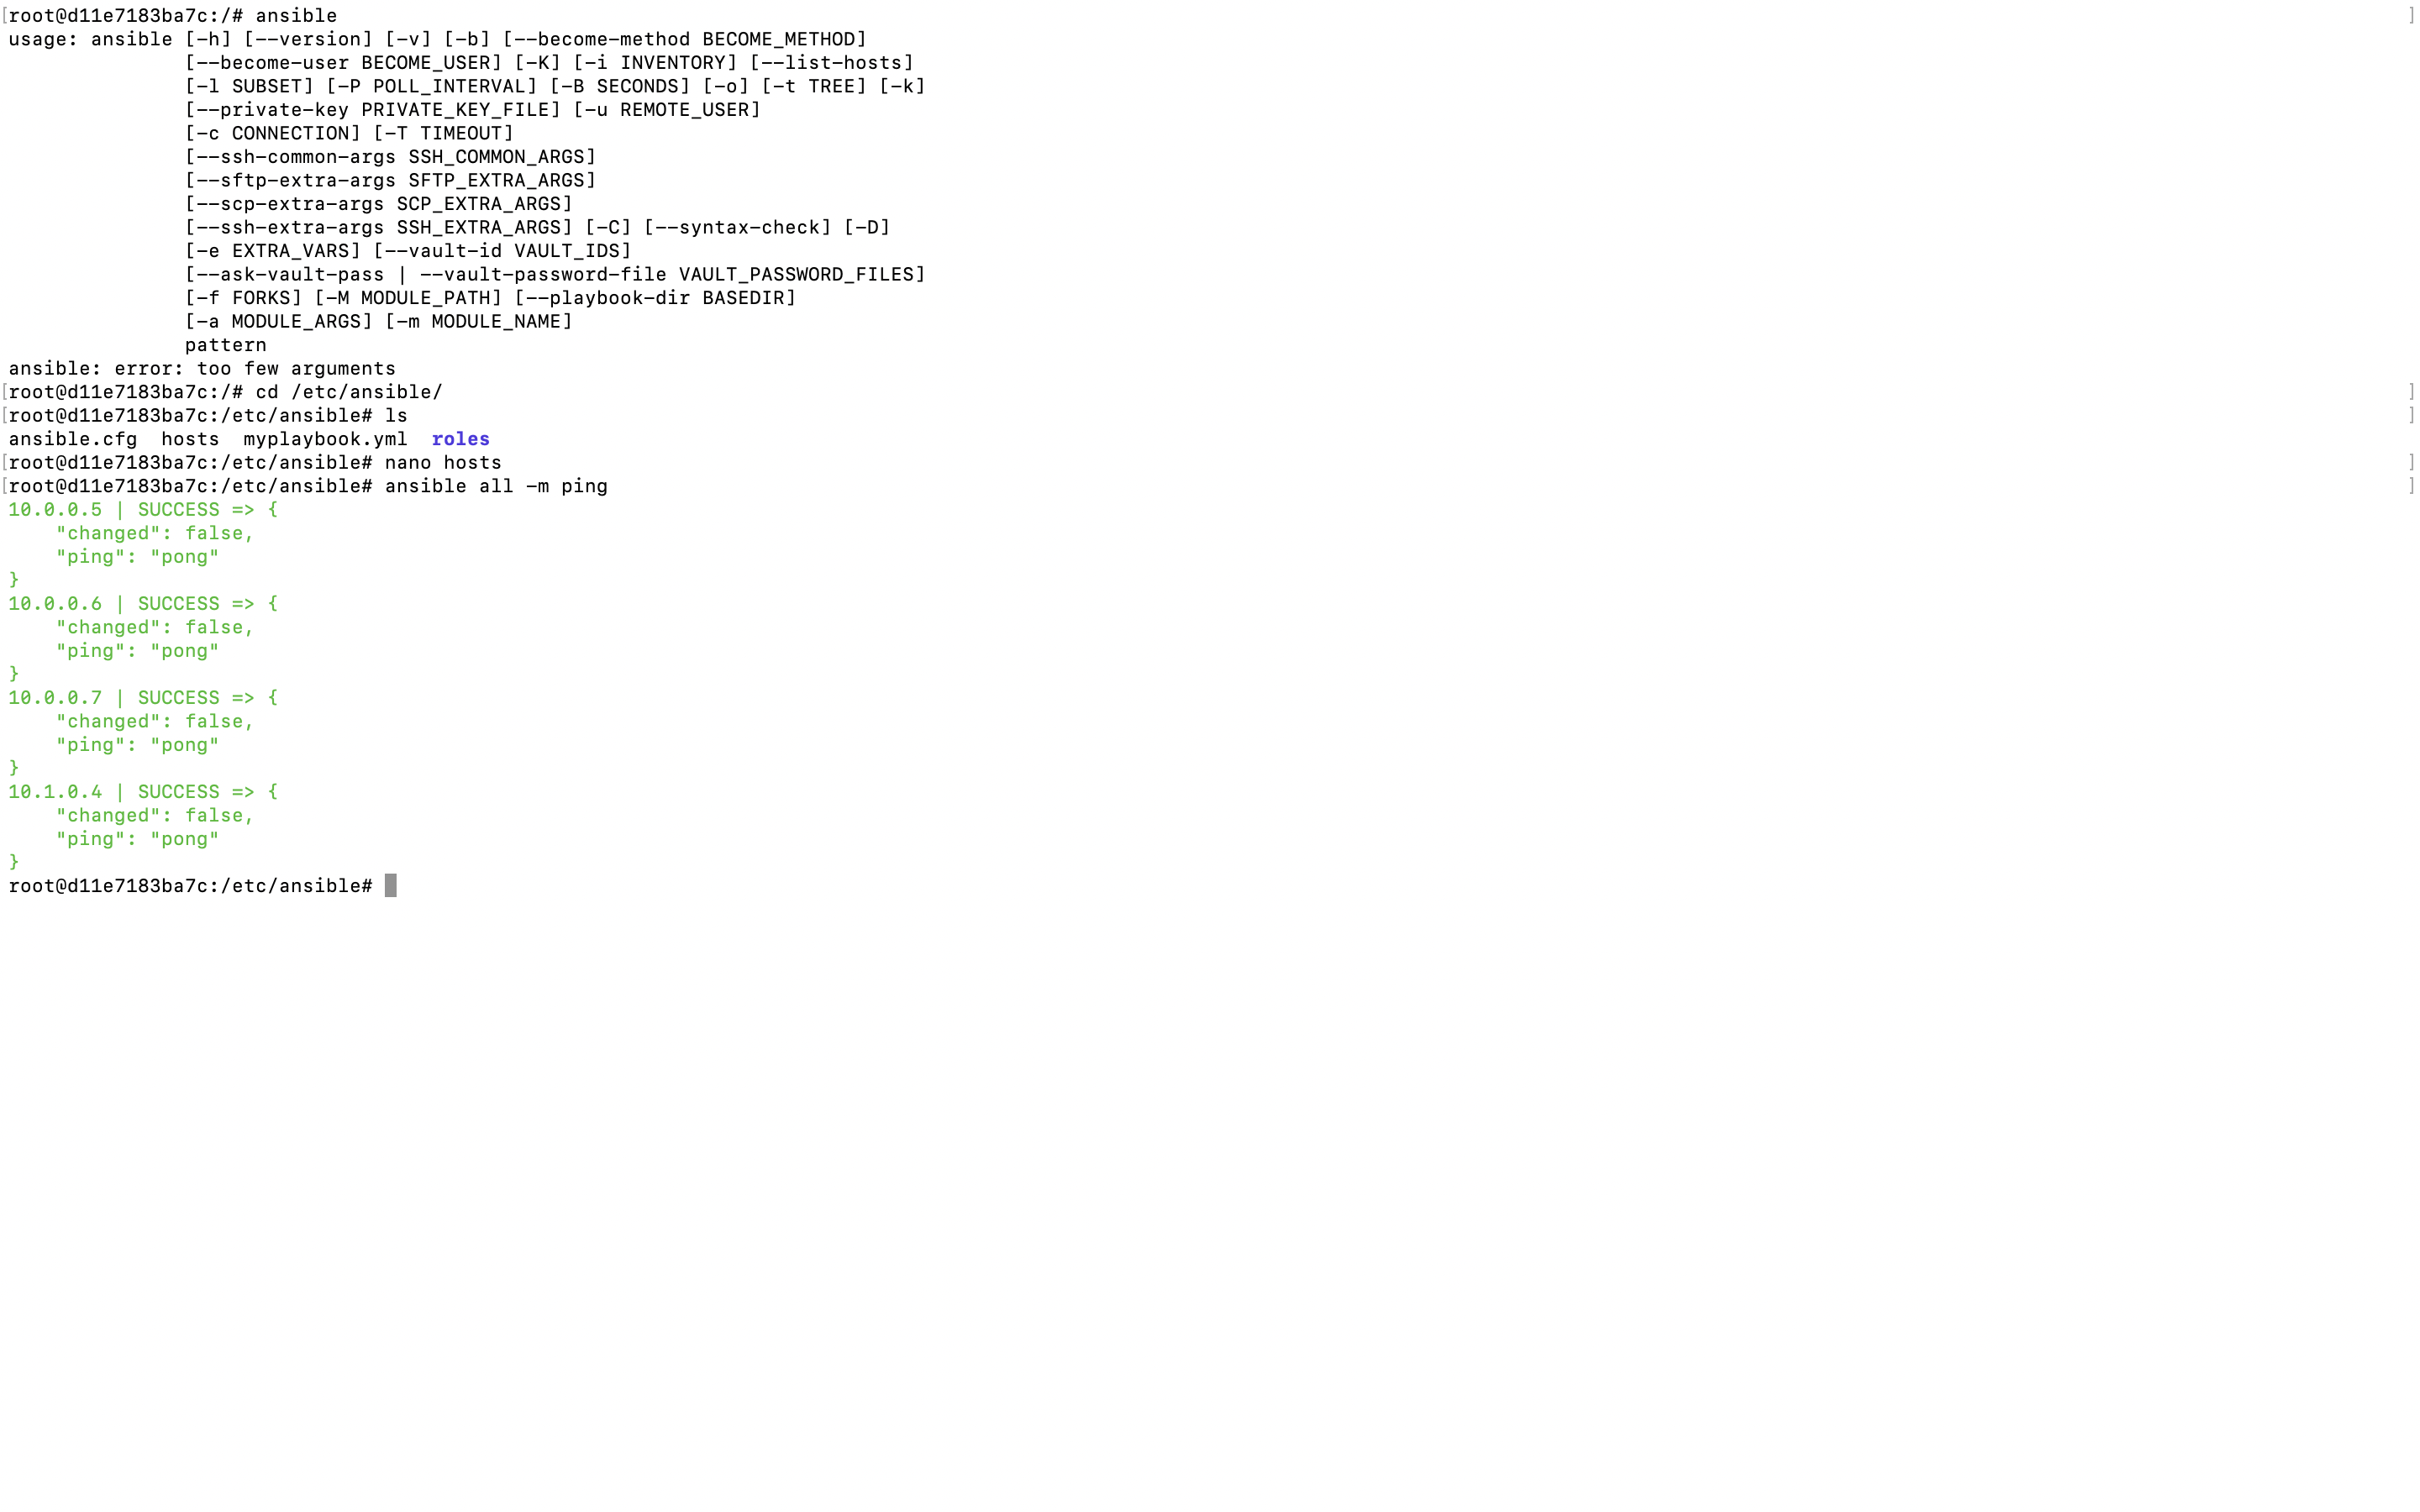 [root@d11e7183ba7c:/# ansible ]
usage: ansible [-h] [--version] [-v] [-b] [--become-method BECOME_METHOD]
               [--become-user BECOME_USER] [-K] [-i INVENTORY] [--list-hosts]
               [-l SUBSET] [-P POLL_INTERVAL] [-B SECONDS] [-o] [-t TREE] [-k]
               [--private-key PRIVATE_KEY_FILE] [-u REMOTE_USER]
               [-c CONNECTION] [-T TIMEOUT]
               [--ssh-common-args SSH_COMMON_ARGS]
               [--sftp-extra-args SFTP_EXTRA_ARGS]
               [--scp-extra-args SCP_EXTRA_ARGS]
               [--ssh-extra-args SSH_EXTRA_ARGS] [-C] [--syntax-check] [-D]
               [-e EXTRA_VARS] [--vault-id VAULT_IDS]
               [--ask-vault-pass | --vault-password-file VAULT_PASSWORD_FILES]
               [-f FORKS] [-M MODULE_PATH] [--playbook-dir BASEDIR]
               [-a MODULE_ARGS] [-m MODULE_NAME]
               pattern
ansible: error: too few arguments
[root@d11e7183ba7c:/# cd /etc/ansible/ ]
[root@d11e7183ba7c:/etc/ansible# ls ]
ansible.cfg  hosts  myplaybook.yml  roles
[root@d11e7183ba7c:/etc/ansible# nano hosts ]
[root@d11e7183ba7c:/etc/ansible# ansible all -m ping ]
10.0.0.5 | SUCCESS => {
    "changed": false,
    "ping": "pong"
}
10.0.0.6 | SUCCESS => {
    "changed": false,
    "ping": "pong"
}
10.0.0.7 | SUCCESS => {
    "changed": false,
    "ping": "pong"
}
10.1.0.4 | SUCCESS => {
    "changed": false,
    "ping": "pong"
}
root@d11e7183ba7c:/etc/ansible#